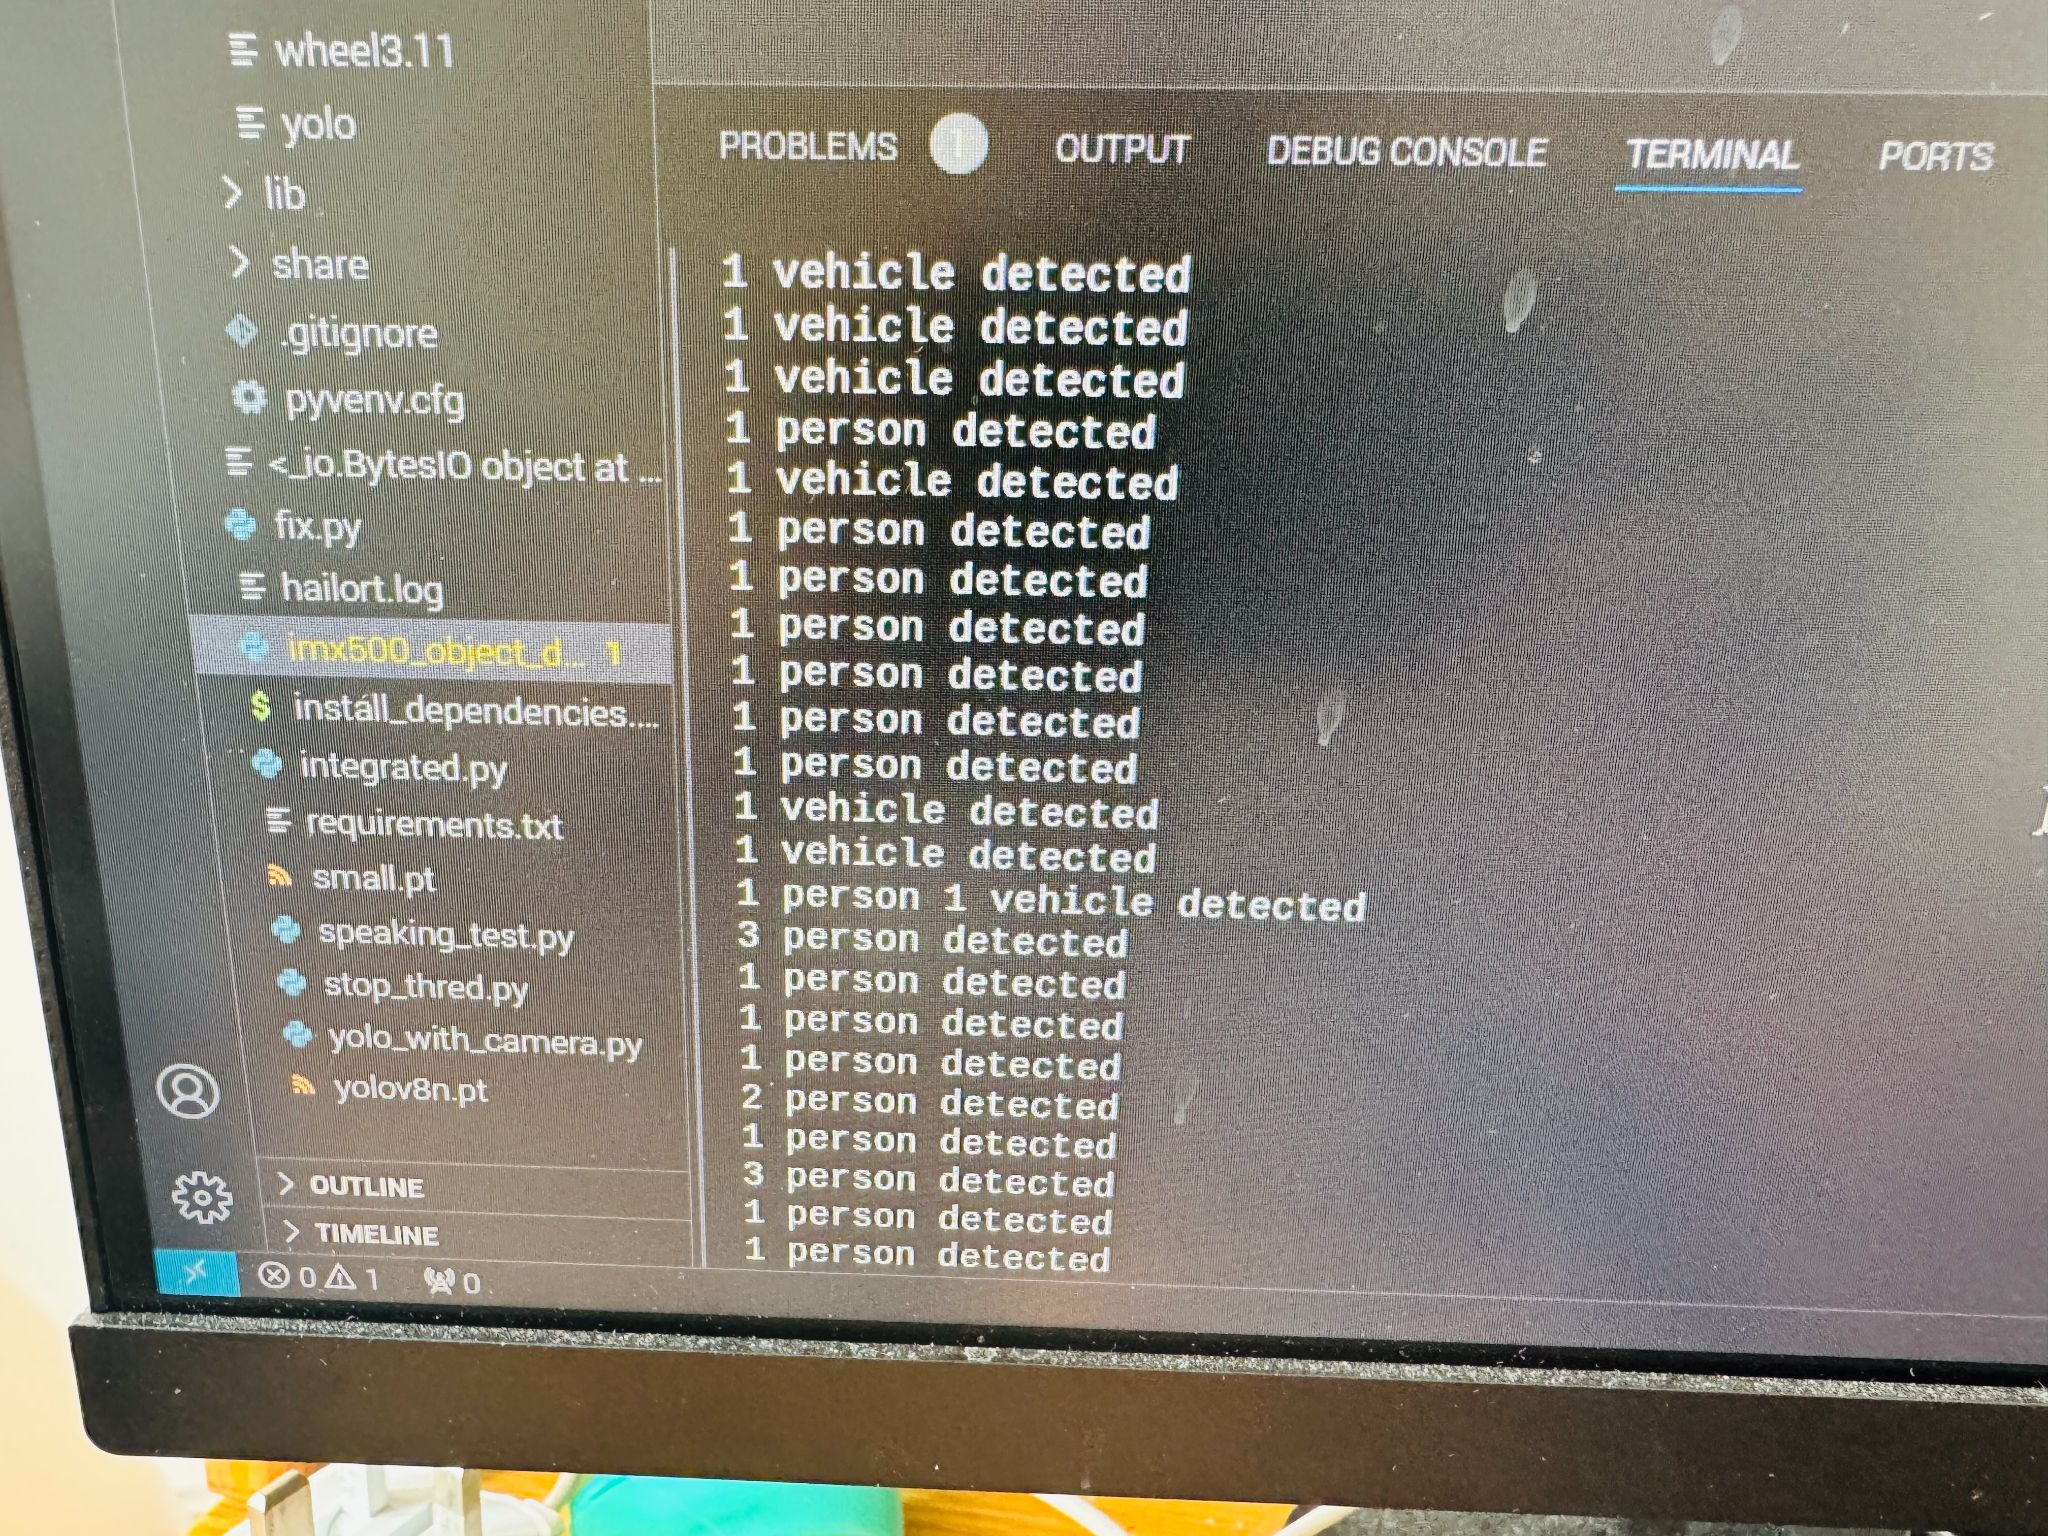 wheel3.11
yolo
lib
share
.gitignore
pyvenv.cfg
<_io.BytesIO object at ...
fix.py
hailort.log
imx500_object_d... 1
install_dependencies....
integrated.py
requirements.txt
small.pt
speaking_test.py
stop_thred.py
yolo_with_camera.py
yolov8n.pt
OUTLINE
TIMELINE
0 1 0
PROBLEMS 1 OUTPUT DEBUG CONSOLE TERMINAL PORTS
1 vehicle detected
1 vehicle detected
1 vehicle detected
1 person detected
1 vehicle detected
1 person detected
1 person detected
1 person detected
1 person detected
1 person detected
1 person detected
1 vehicle detected
1 vehicle detected
1 person 1 vehicle detected
3 person detected
1 person detected
1 person detected
1 person detected
2 person detected
1 person detected
3 person detected
1 person detected
1 person detected